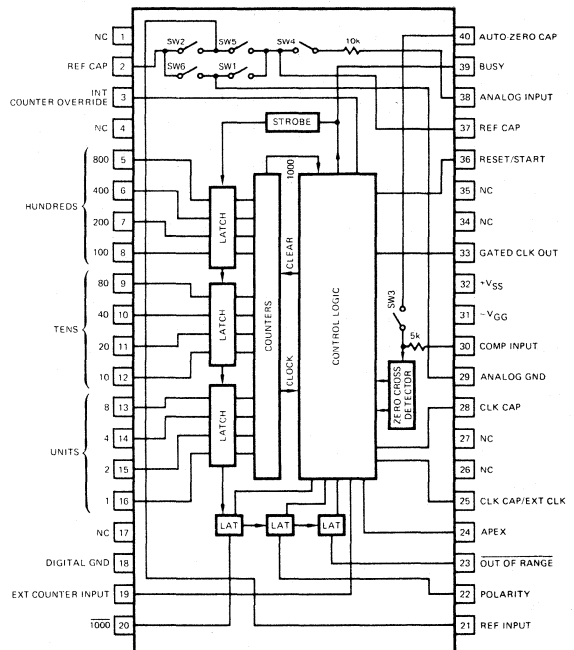 NC 1
REF CAP 2
INT
COUNTER OVERRIDE 3
NC 4
HUNDREDS
800 5
400 6
200 7
100 8
TENS
80 9
40 10
20 11
10 12
UNITS
8 13
4 14
2 15
1 16
NC 17
DIGITAL GND 18
EXT COUNTER INPUT 19
1000 20
SW2
SW5
SW4
10k
SW6
SW1
STROBE
1000
LATCH
LATCH
LATCH
COUNTERS
CLEAR
CLOCK
CONTROL LOGIC
SW3
5k
ZERO CROSS
DETECTOR
LAT
LAT
LAT
40 AUTO-ZERO CAP
39 BUSY
38 ANALOG INPUT
37 REF CAP
36 RESET/START
35 NC
34 NC
33 GATED CLK OUT
32 +VSS
31 -VGG
30 COMP INPUT
29 ANALOG GND
28 CLK CAP
27 NC
26 NC
25 CLK CAP/EXT CLK
24 APEX
23 OUT OF RANGE
22 POLARITY
21 REF INPUT